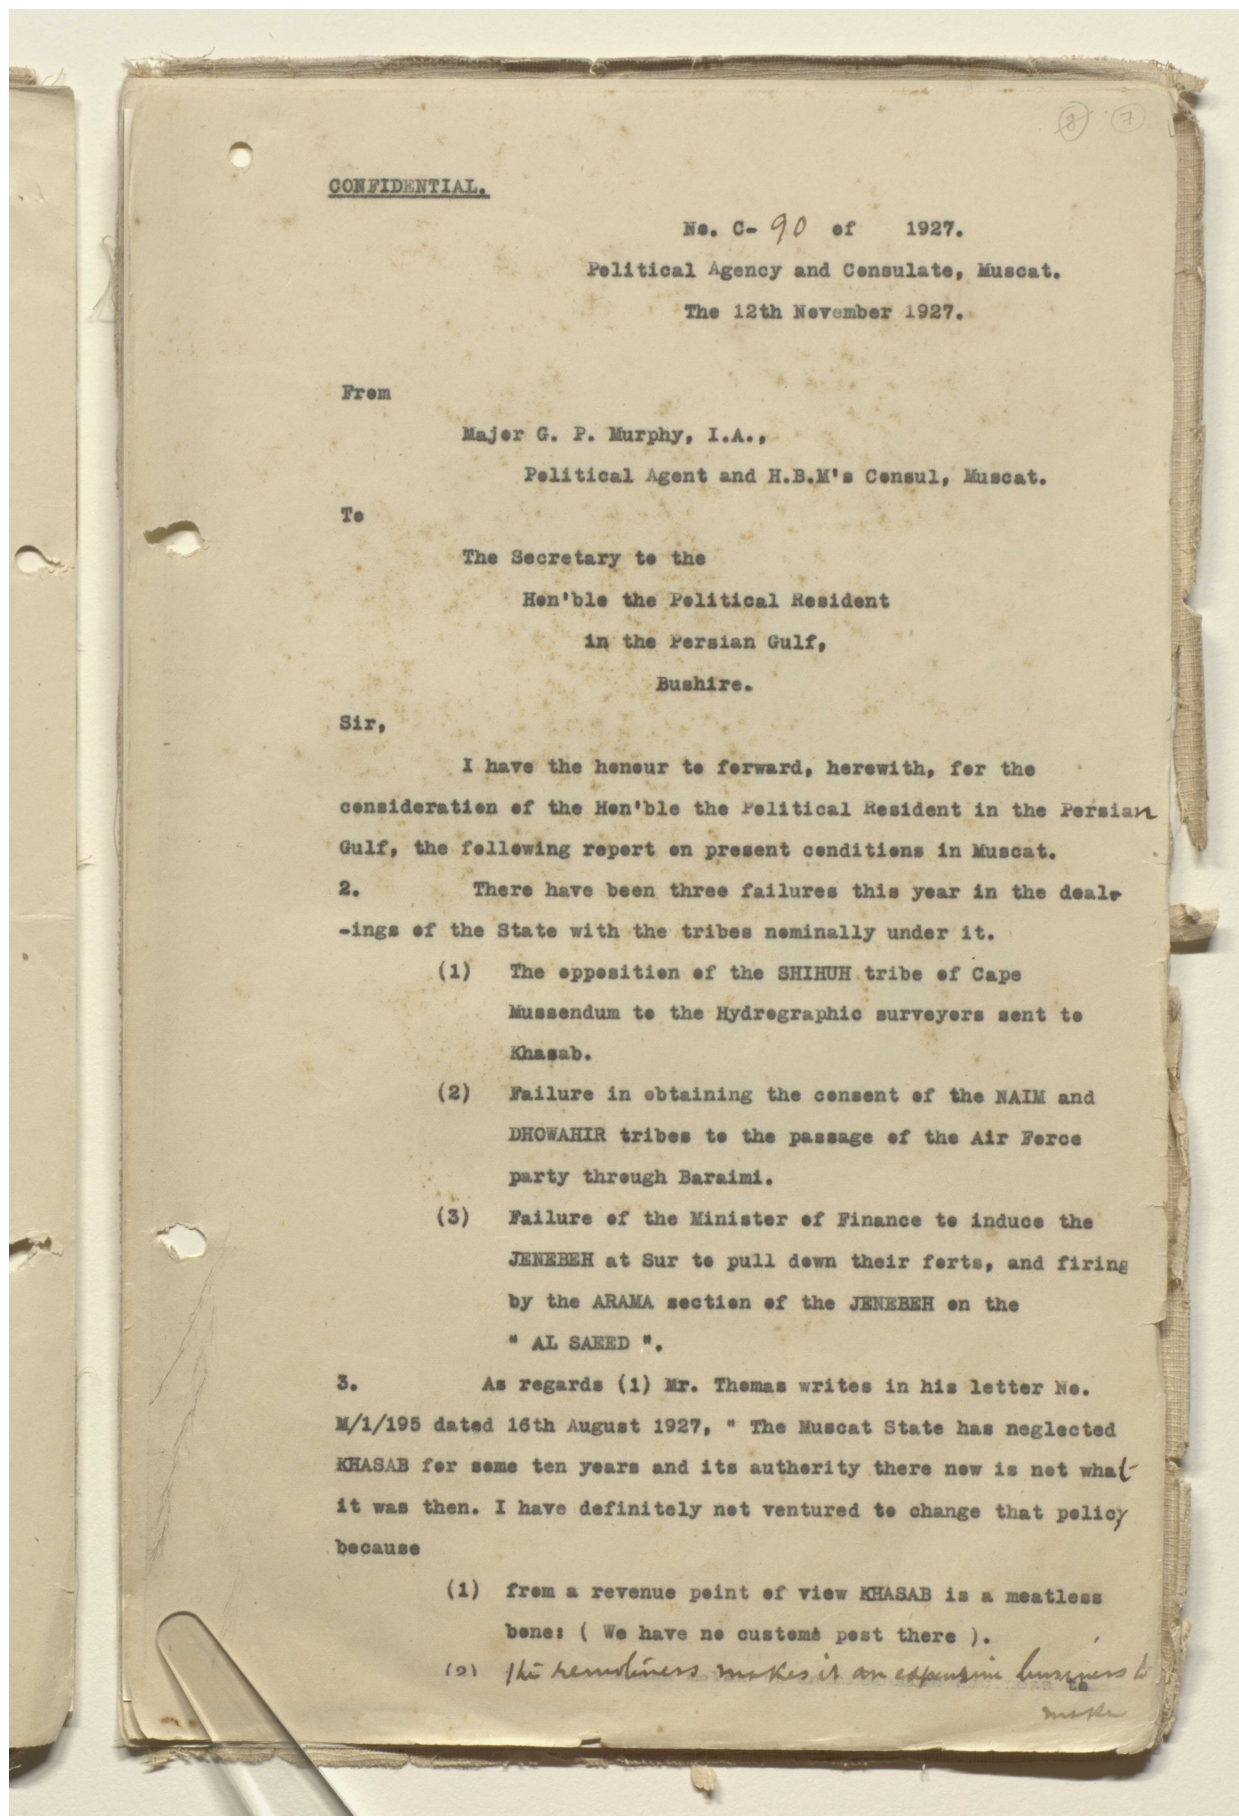 8 7
CONFIDENTIAL.
No. C- 90 of 1927.
Political Agency and Consulate, Muscat.
The 12th November 1927.
From
Major G. P. Murphy, I.A.,
Political Agent and H.B.M's Consul, Muscat.
To
The Secretary to the
Hon'ble the Political Resident
in the Persian Gulf,
Bushire.
Sir,
I have the honour to forward, herewith, for the
consideration of the Hon'ble the Political Resident in the Persian
Gulf, the following report on present conditions in Muscat.
2. There have been three failures this year in the deal-
-ings of the State with the tribes nominally under it.
(1) The opposition of the SHIHUH tribe of Cape
Mussendum to the Hydrographic surveyors sent to
Khasab.
(2) Failure in obtaining the consent of the NAIM and
DHOWAHIR tribes to the passage of the Air Force
party through Baraimi.
(3) Failure of the Minister of Finance to induce the
JENEBEH at Sur to pull down their forts, and firing
by the ARAMA section of the JENEBEH on the
" AL SAEED ".
3. As regards (1) Mr. Thomas writes in his letter No.
M/1/195 dated 16th August 1927, " The Muscat State has neglected
KHASAB for some ten years and its authority there now is not what
it was then. I have definitely not ventured to change that policy
because
(1) from a revenue point of view KHASAB is a meatless
bone: ( We have no customs post there ).
(2) the remoteness makes it an expensive business to
to
make